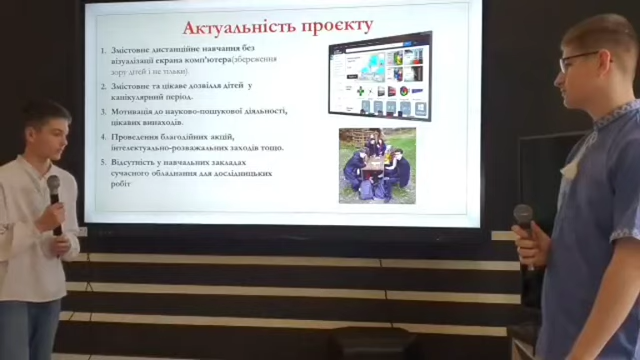 Актуальність проєкту
1. Змістовне дистанційне навчання без
візуалізації екрана комп'ютера(збереження
зору дітей і не тільки).
2. Змістовне та цікаве дозвілля дітей у
канікулярний період.
3. Мотивація до науково-пошукової діяльності,
цікавих винаходів.
4. Проведення благодійних акцій,
інтелектуально-розважальних заходів тощо.
5. Відсутність у навчальних закладах
сучасного обладнання для дослідницьких
робіт